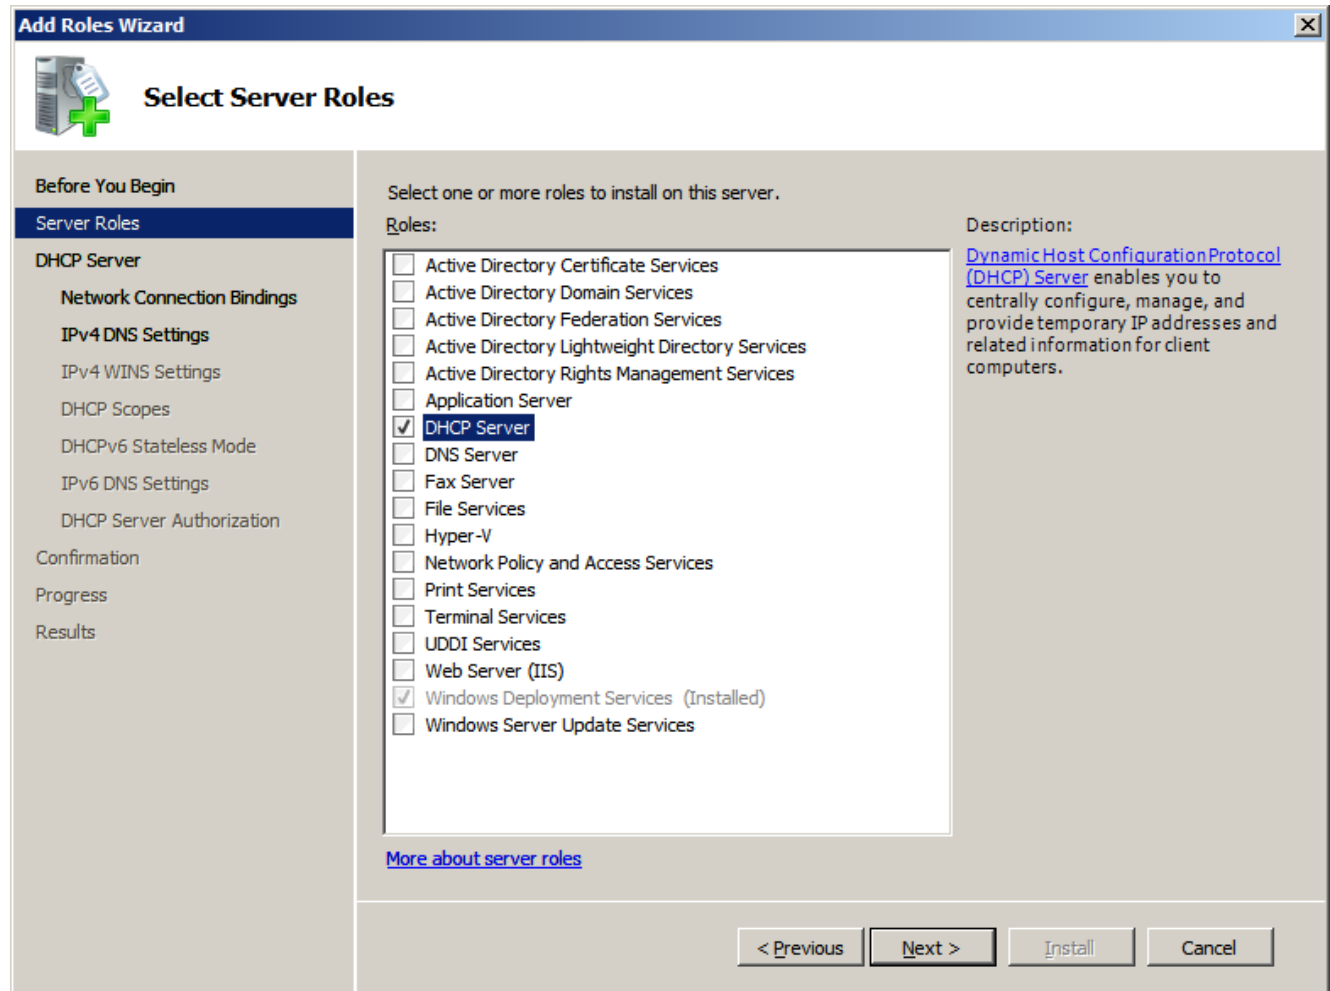 Add Roles Wizard
Select Server Roles
Before You Begin
Server Roles
DHCP Server
Network Connection Bindings
IPv4 DNS Settings
IPv4 WINS Settings
DHCP Scopes
DHCPv6 Stateless Mode
IPv6 DNS Settings
DHCP Server Authorization
Confirmation
Progress
Results
Select one or more roles to install on this server.
Roles:
Active Directory Certificate Services
Active Directory Domain Services
Active Directory Federation Services
Active Directory Lightweight Directory Services
Active Directory Rights Management Services
Application Server
DHCP Server
DNS Server
Fax Server
File Services
Hyper-V
Network Policy and Access Services
Print Services
Terminal Services
UDDI Services
Web Server (IIS)
Windows Deployment Services (Installed)
Windows Server Update Services
More about server roles
Description:
Dynamic Host Configuration Protocol
(DHCP) Server enables you to
centrally configure, manage, and
provide temporary IP addresses and
related information for client
computers.
< Previous
Next >
Install
Cancel